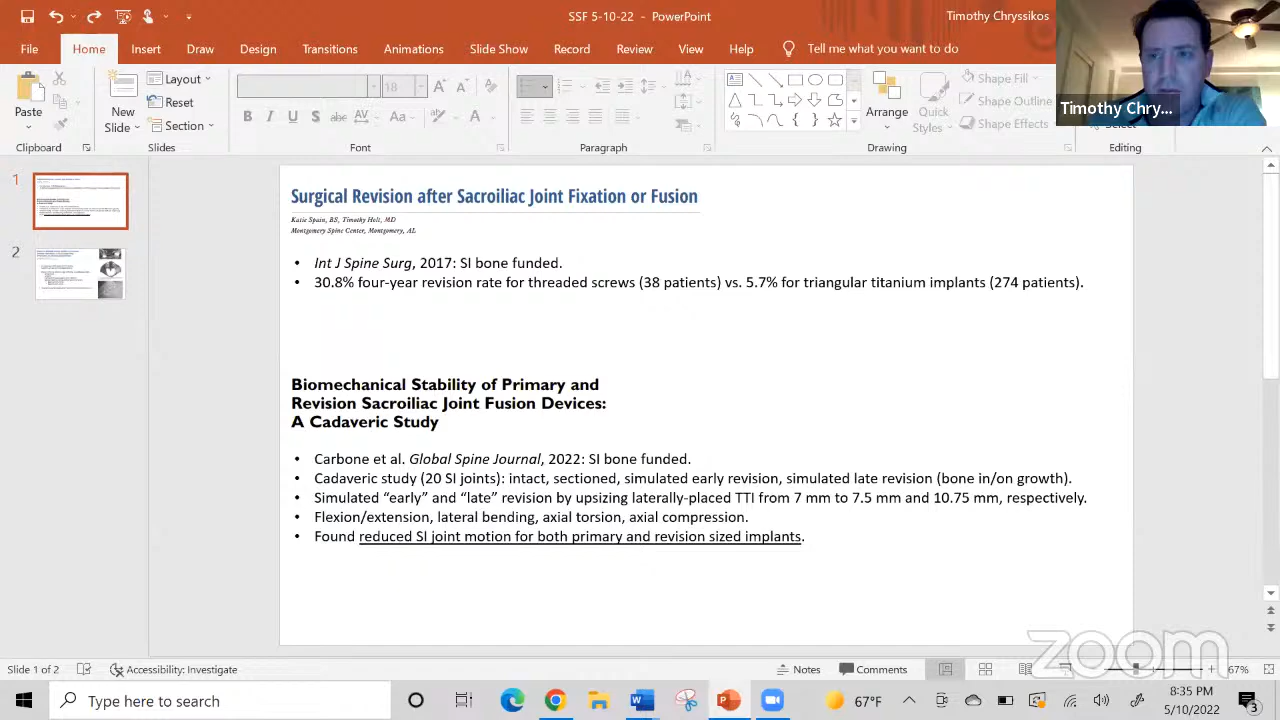 SSF 5-10-22 - PowerPoint
Timothy Chryssikos
File Home Insert Draw Design Transitions Animations Slide Show Record Review View Help Tell me what you want to do
Paste
New
Slide
Layout
Reset
Section
8
Arrange
Quick
Styles
Shape Fill
Shape Outline
Shape Effects
Select
Clipboard Slides Font Paragraph Drawing Editing
Timothy Chry...
1
2
Surgical Revision after Sacroiliac Joint Fixation or Fusion
Katie Spain, BS, Timothy Holt, MD
Montgomery Spine Center, Montgomery, AL
• Int J Spine Surg, 2017: SI bone funded.
• 30.8% four-year revision rate for threaded screws (38 patients) vs. 5.7% for triangular titanium implants (274 patients).
Biomechanical Stability of Primary and
Revision Sacroiliac Joint Fusion Devices:
A Cadaveric Study
• Carbone et al. Global Spine Journal, 2022: SI bone funded.
• Cadaveric study (20 SI joints): intact, sectioned, simulated early revision, simulated late revision (bone in/on growth).
• Simulated “early” and “late” revision by upsizing laterally-placed TTI from 7 mm to 7.5 mm and 10.75 mm, respectively.
• Flexion/extension, lateral bending, axial torsion, axial compression.
• Found reduced SI joint motion for both primary and revision sized implants.
zoom
Slide 1 of 2 Accessibility: Investigate Notes Comments 67%
Type here to search
67°F
8:35 PM
5/10/2022
3